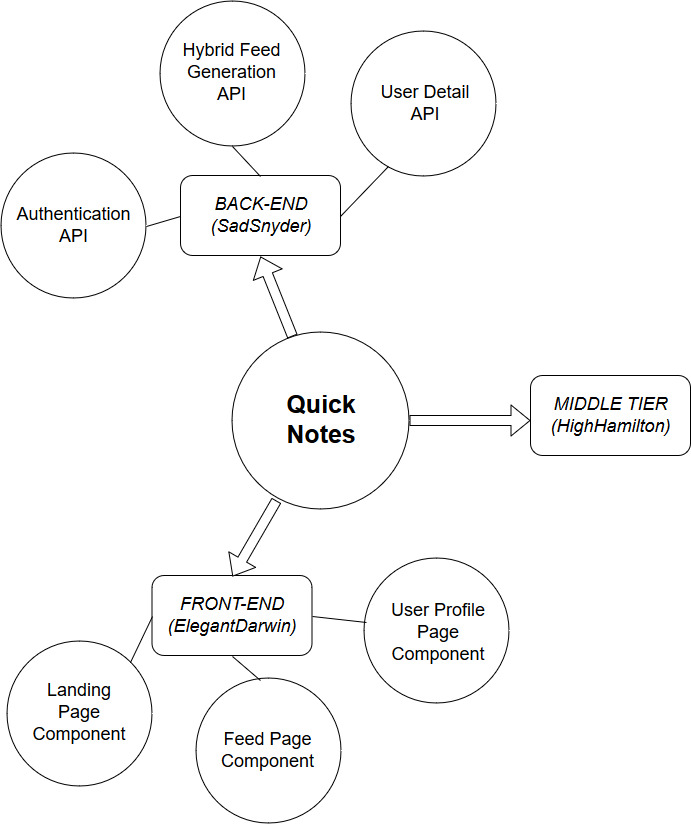 Hybrid Feed
Generation
API
User Detail
API
Authentication
API
BACK-END
(SadSnyder)
Quick
Notes
MIDDLE TIER
(HighHamilton)
FRONT-END
(ElegantDarwin)
User Profile
Page
Component
Landing
Page
Component
Feed Page
Component